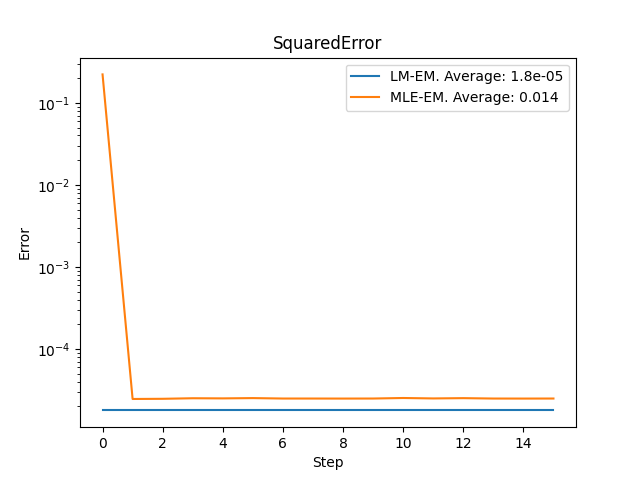 SquaredError
LM-EM. Average: 1.8e-05
MLE-EM. Average: 0.014
10⁻¹
10⁻²
10⁻³
10⁻⁴
Error
0 2 4 6 8 10 12 14
Step